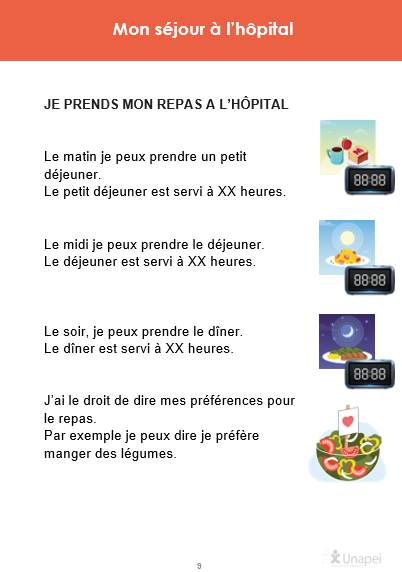 Mon séjour à l'hôpital
JE PRENDS MON REPAS A L'HÔPITAL
Le matin je peux prendre un petit
déjeuner.
Le petit déjeuner est servi à XX heures.
88:88
Le midi je peux prendre le déjeuner.
Le déjeuner est servi à XX heures.
88:88
Le soir, je peux prendre le dîner.
Le dîner est servi à XX heures.
88:88
J'ai le droit de dire mes préférences pour
le repas.
Par exemple je peux dire je préfère
manger des légumes.
9
Unapei